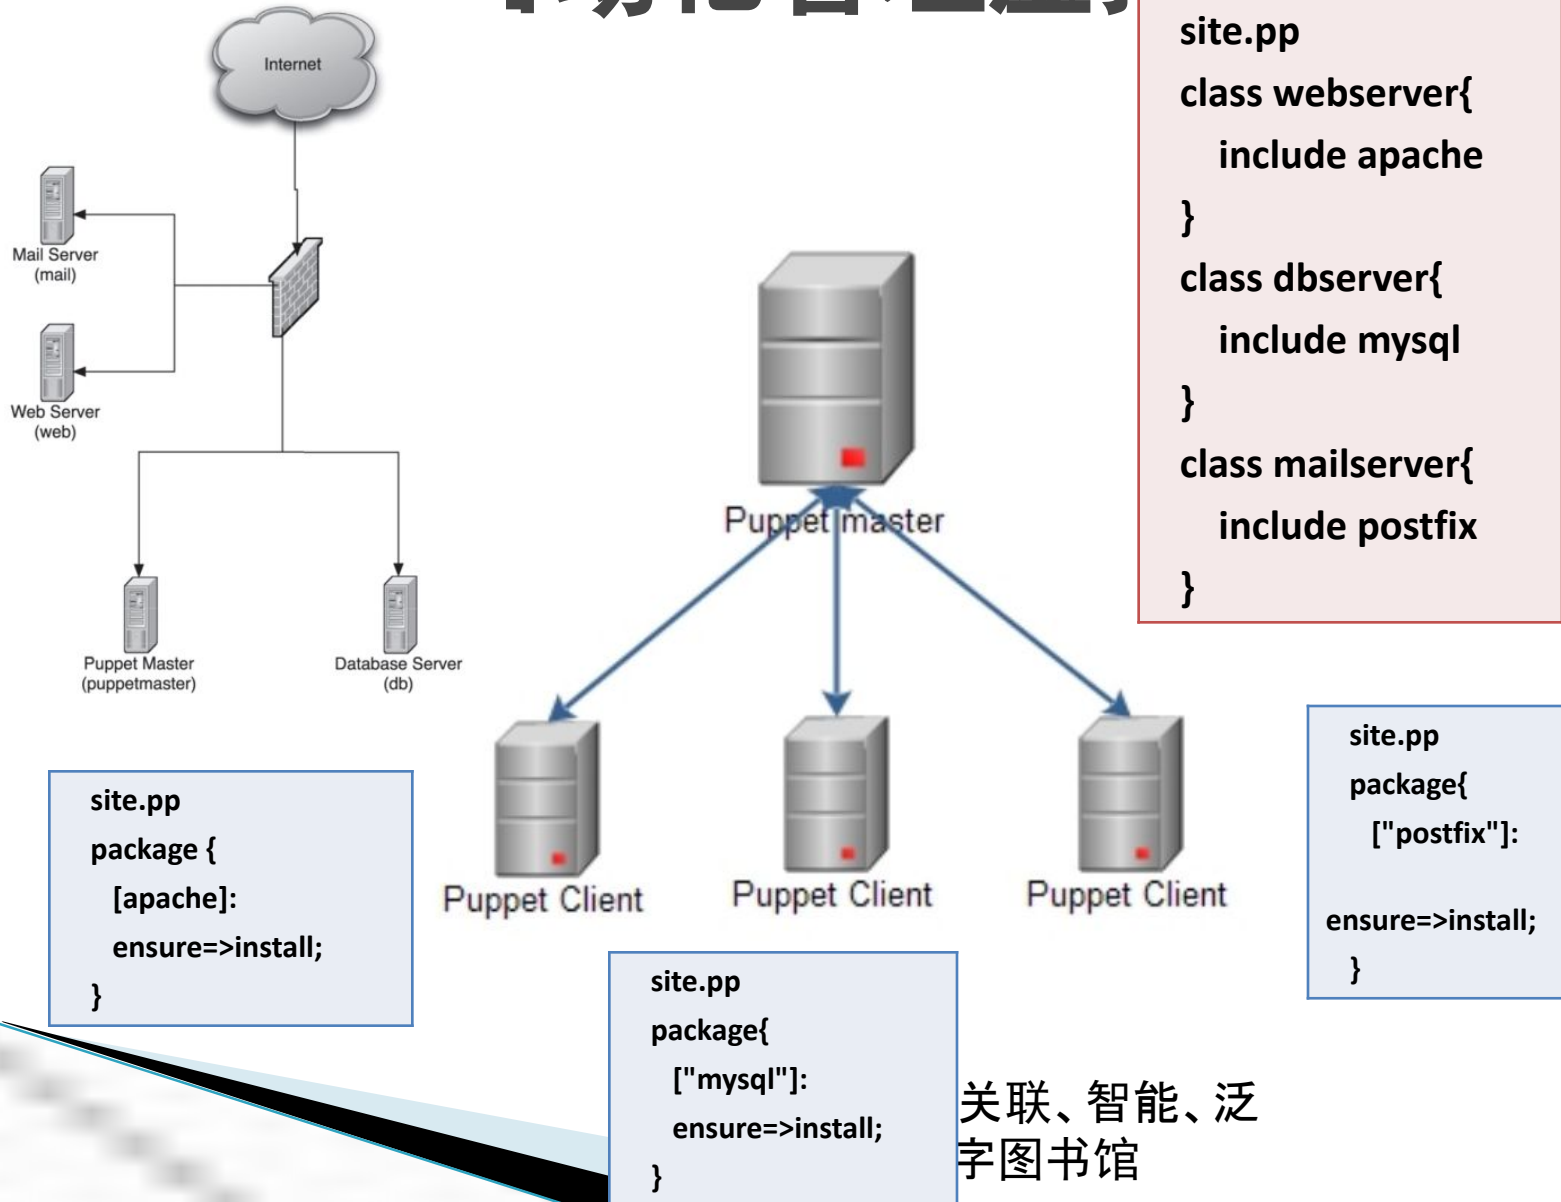 Internet
Mail Server
(mail)
Web Server
(web)
Puppet Master
(puppetmaster)
Database Server
(db)
Puppet master
Puppet Client
Puppet Client
Puppet Client
site.pp
class webserver{
include apache
}
class dbserver{
include mysql
}
class mailserver{
include postfix
}
site.pp
package {
[apache]:
ensure=>install;
}
site.pp
package{
["mysql"]:
ensure=>install;
}
site.pp
package{
["postfix"]:
ensure=>install;
}
关联、智能、泛
字图书馆